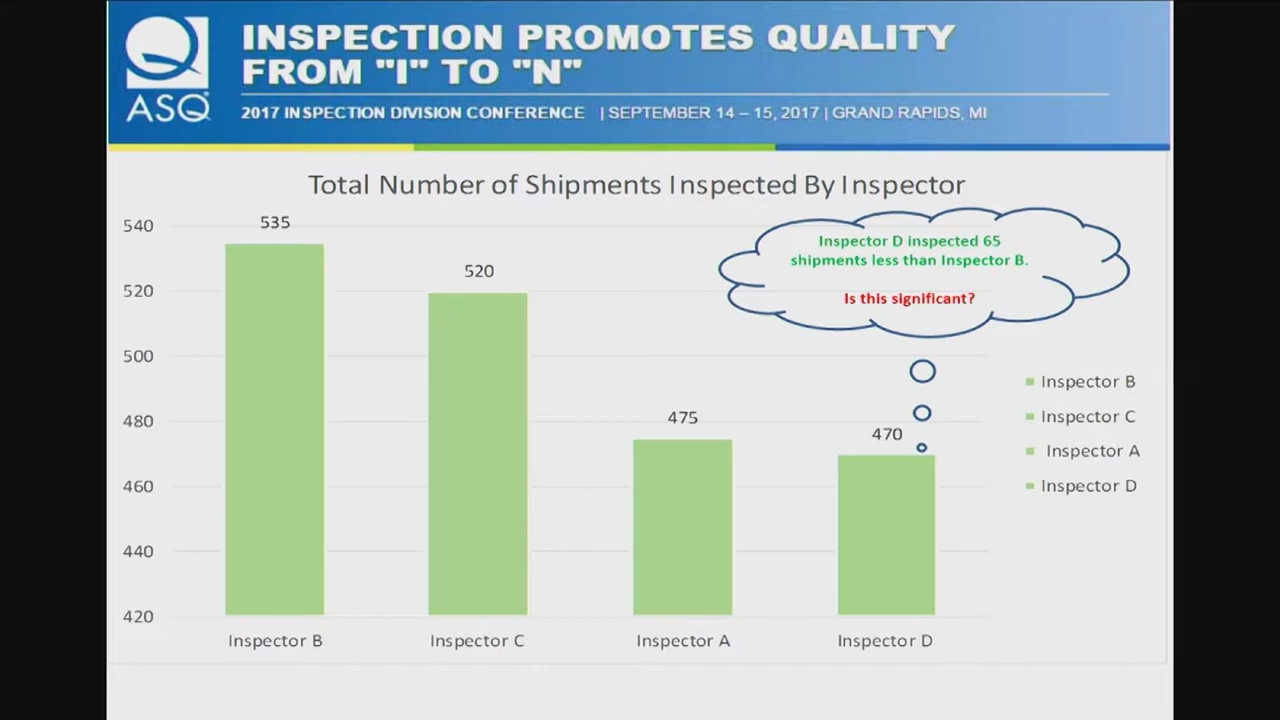 INSPECTION PROMOTES QUALITY
FROM "I" TO "N"
ASQ
2017 INSPECTION DIVISION CONFERENCE | SEPTEMBER 14 – 15, 2017 | GRAND RAPIDS, MI
Total Number of Shipments Inspected By Inspector
540
520
500
480
460
440
420
535
520
475
470
Inspector D inspected 65
shipments less than Inspector B.
Is this significant?
Inspector B
Inspector C
Inspector A
Inspector D
Inspector B
Inspector C
Inspector A
Inspector D